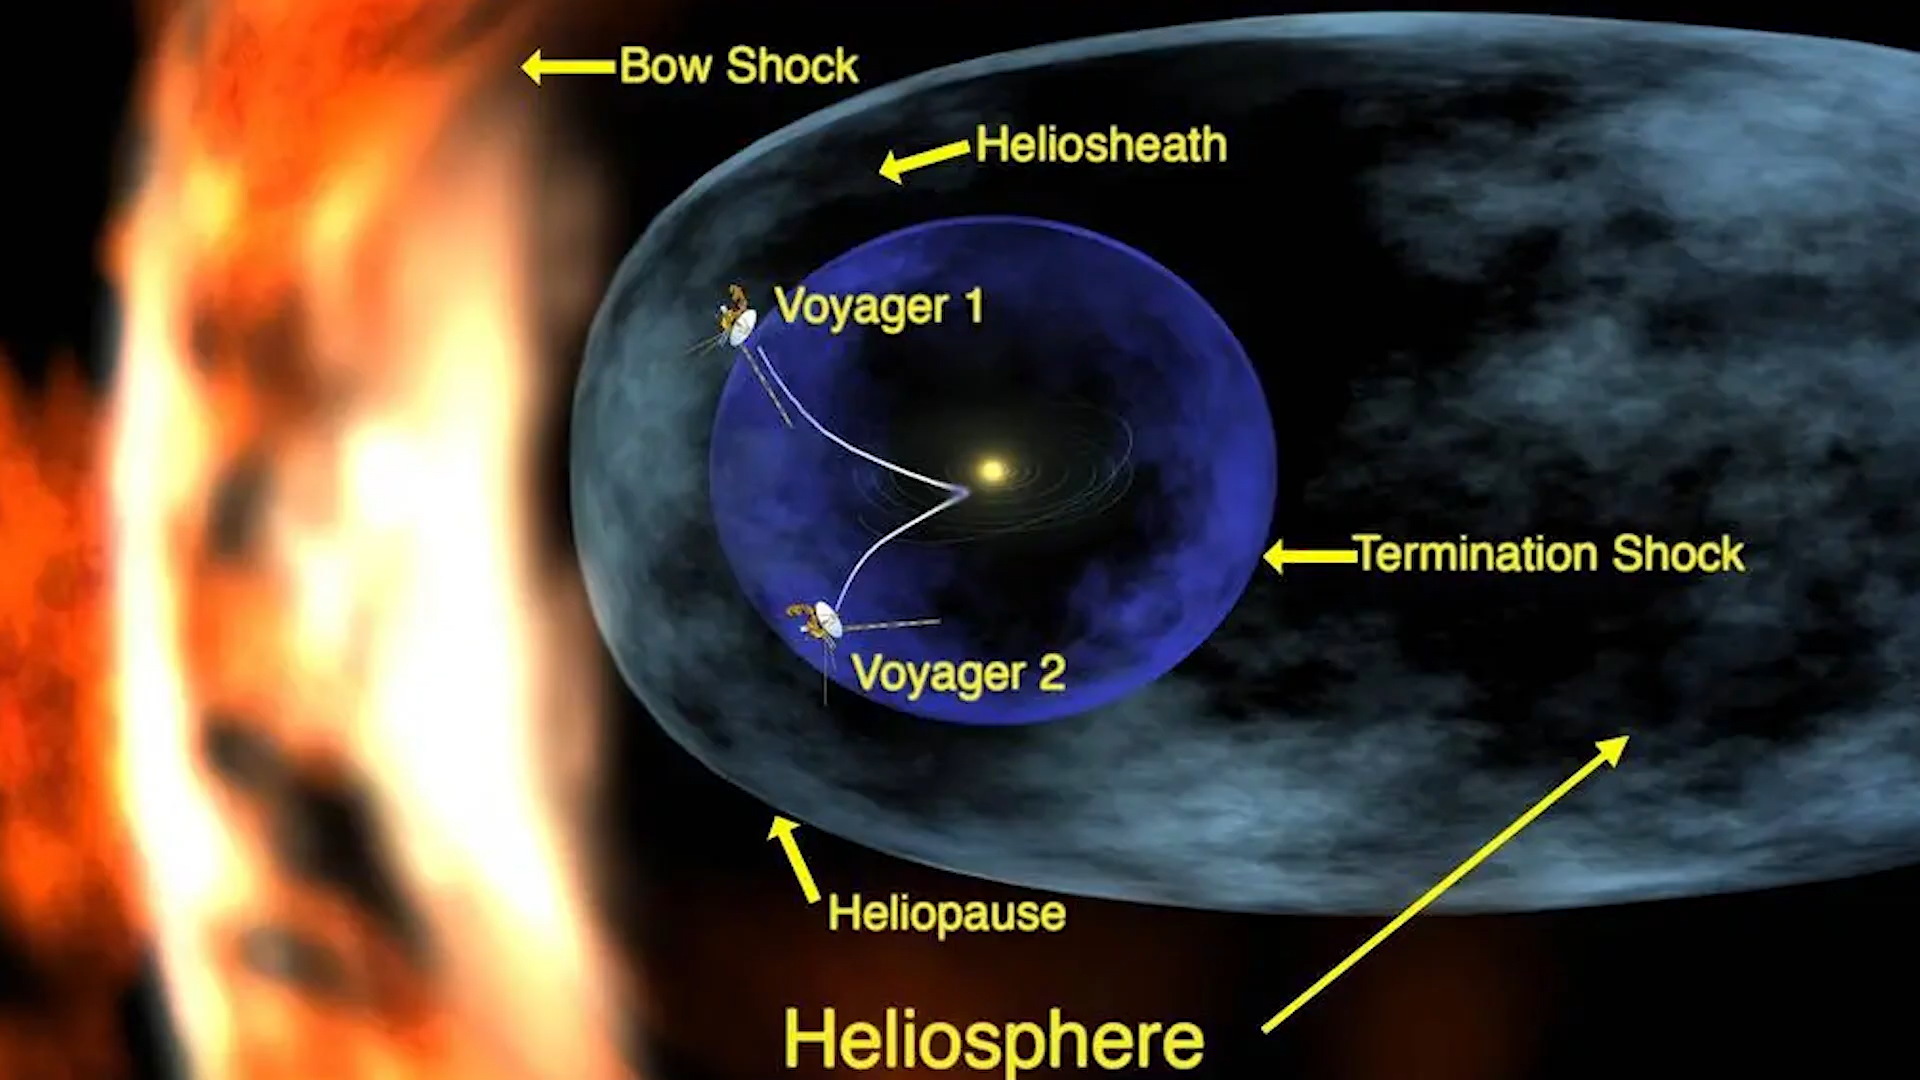 Bow Shock
Heliosheath
Voyager 1
Termination Shock
Voyager 2
Heliopause
Heliosphere